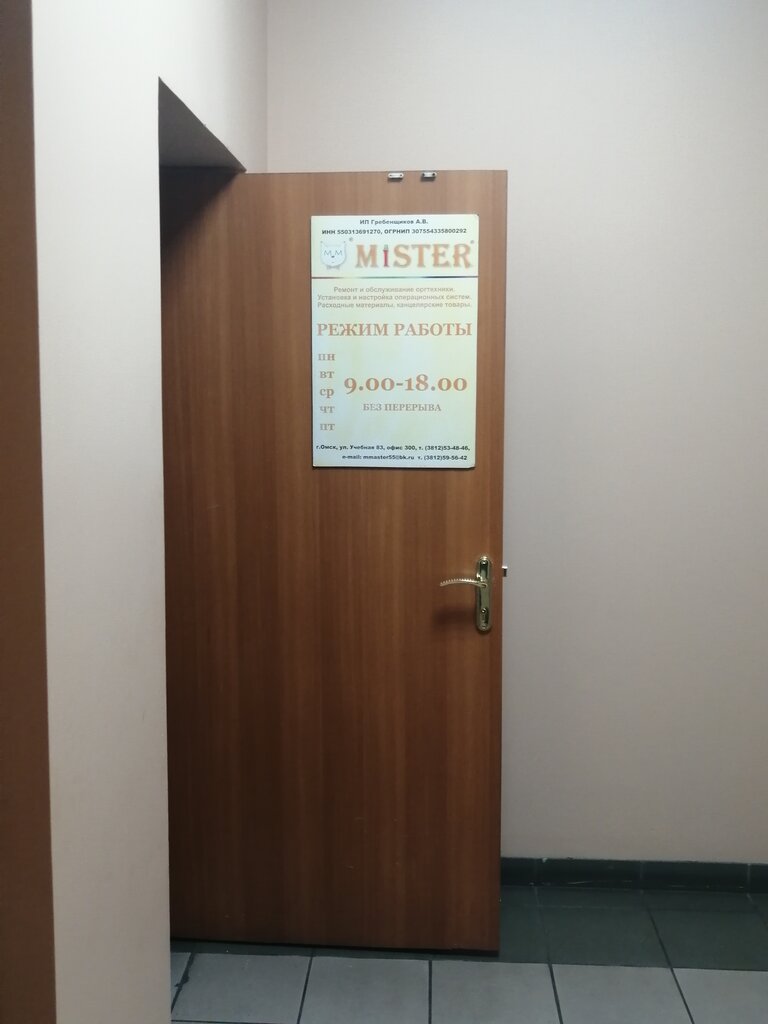 ИП Гребенщиков А.В.
ИНН 550313691270, ОГРНИП 307554335800292
M M ® MiSTER®
Ремонт и обслуживание оргтехники.
Установка и настройка операционных систем.
Расходные материалы, канцелярские товары.
РЕЖИМ РАБОТЫ
пн
вт
ср
чт
пт
9.00-18.00
БЕЗ ПЕРЕРЫВА
г.Омск, ул. Учебная 83, офис 300, т. (3812)53-48-46,
e-mail: mmaster55@bk.ru т. (3812)59-56-42